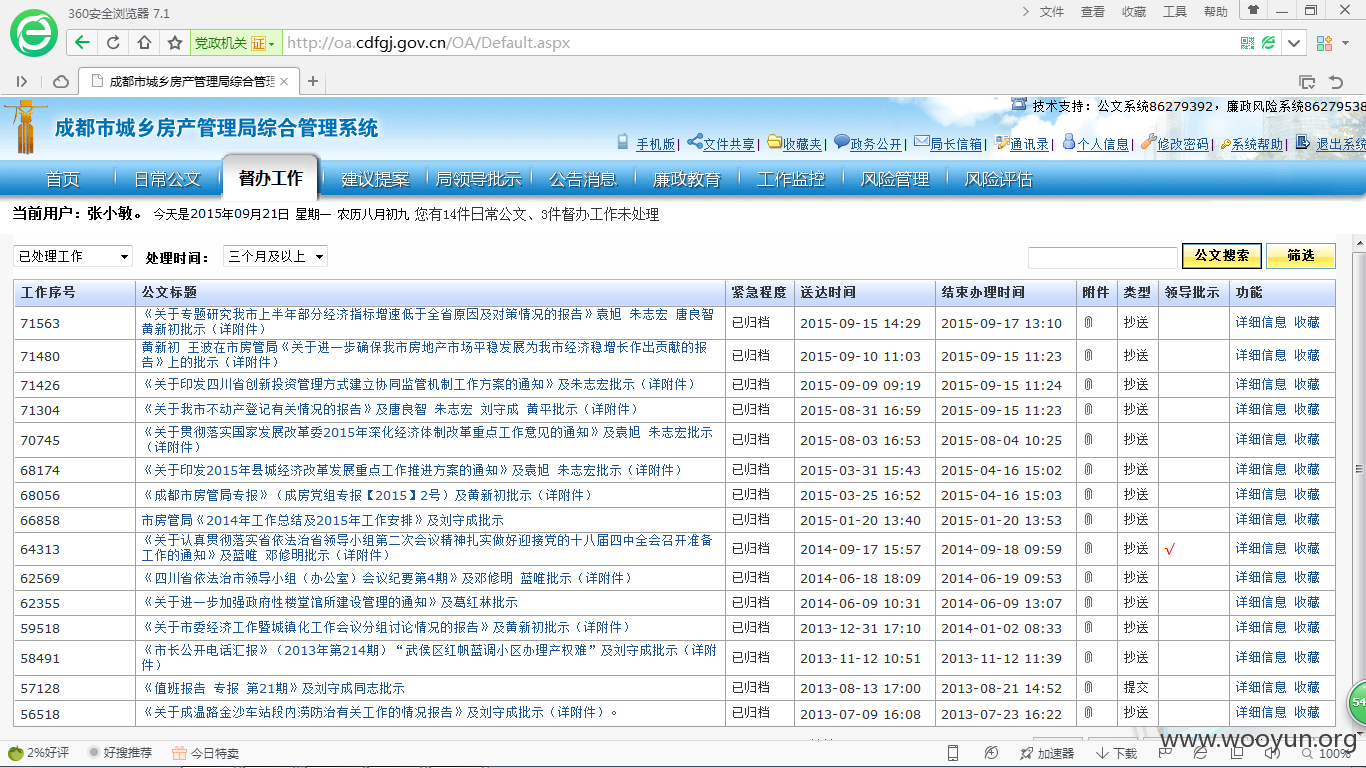 360安全浏览器 7.1
文件 查看 收藏 工具 帮助
党政机关 证 http://oa.cdfgj.gov.cn/OA/Default.aspx
成都市城乡房产管理局综合管理
成都市城乡房产管理局综合管理系统
技术支持：公文系统86279392，廉政风险系统8627953
手机版| 文件共享| 收藏夹| 政务公开| 局长信箱| 通讯录| 个人信息| 修改密码| 系统帮助| 退出系统
首页 日常公文 督办工作 建议提案 局领导批示 公告消息 廉政教育 工作监控 风险管理 风险评估
当前用户：张小敏。 今天是2015年09月21日 星期一 农历八月初九 您有14件日常公文、3件督办工作未处理
已处理工作 处理时间： 三个月及以上 公文搜索 筛选
工作序号 公文标题 紧急程度 送达时间 结束办理时间 附件 类型 领导批示 功能
71563 《关于专题研究我市上半年部分经济指标增速低于全省原因及对策情况的报告》袁旭 朱志宏 唐良智 已归档 2015-09-15 14:29 2015-09-17 13:10 抄送 详细信息 收藏
黄新初批示（详附件）
71480 黄新初 王波在市房管局《关于进一步确保我市房地产市场平稳发展为我市经济稳增长作出贡献的报 已归档 2015-09-10 11:03 2015-09-15 11:23 抄送 详细信息 收藏
告》上的批示（详附件）
71426 《关于印发四川省创新投资管理方式建立协同监管机制工作方案的通知》及朱志宏批示（详附件） 已归档 2015-09-09 09:19 2015-09-15 11:24 抄送 详细信息 收藏
71304 《关于我市不动产登记有关情况的报告》及唐良智 朱志宏 刘守成 黄平批示（详附件） 已归档 2015-08-31 16:59 2015-09-15 11:23 抄送 详细信息 收藏
70745 《关于贯彻落实国家发展改革委2015年深化经济体制改革重点工作意见的通知》及袁旭 朱志宏批示 已归档 2015-08-03 16:53 2015-08-04 10:25 抄送 详细信息 收藏
（详附件）
68174 《关于印发2015年县城经济改革发展重点工作推进方案的通知》及袁旭 朱志宏批示（详附件） 已归档 2015-03-31 15:43 2015-04-16 15:02 抄送 详细信息 收藏
68056 《成都市房管局专报》（成房党组专报【2015】2号）及黄新初批示（详附件） 已归档 2015-03-25 16:52 2015-04-16 15:03 抄送 详细信息 收藏
66858 市房管局《2014年工作总结及2015年工作安排》及刘守成批示 已归档 2015-01-20 13:40 2015-01-20 13:53 抄送 详细信息 收藏
64313 《关于认真贯彻落实省依法治省领导小组第二次会议精神扎实做好迎接党的十八届四中全会召开准备 已归档 2014-09-17 15:57 2014-09-18 09:59 抄送 √ 详细信息 收藏
工作的通知》及蓝唯 邓修明批示（详附件）
62569 《四川省依法治市领导小组（办公室）会议纪要第4期》及邓修明 蓝唯批示（详附件） 已归档 2014-06-18 18:09 2014-06-19 09:53 抄送 详细信息 收藏
62355 《关于进一步加强政府性楼堂馆所建设管理的通知》及葛红林批示 已归档 2014-06-09 10:31 2014-06-09 13:07 抄送 详细信息 收藏
59518 《关于市委经济工作暨城镇化工作会议分组讨论情况的报告》及黄新初批示（详附件） 已归档 2013-12-31 17:10 2014-01-02 08:33 抄送 详细信息 收藏
58491 《市长公开电话汇报》（2013年第214期）“武侯区红帆蓝调小区办理产权难”及刘守成批示（详附 已归档 2013-11-12 10:51 2013-11-12 11:39 抄送 详细信息 收藏
件）
57128 《值班报告 专报 第21期》及刘守成同志批示 已归档 2013-08-13 17:00 2013-08-21 14:52 提交 详细信息 收藏
56518 《关于成温路金沙车站段内涝防治有关工作的情况报告》及刘守成批示（详附件）。 已归档 2013-07-09 16:08 2013-07-23 16:22 抄送 详细信息 收藏
54
www.wooyun.org
2%好评 好搜推荐 今日特卖 加速器 下载 100%